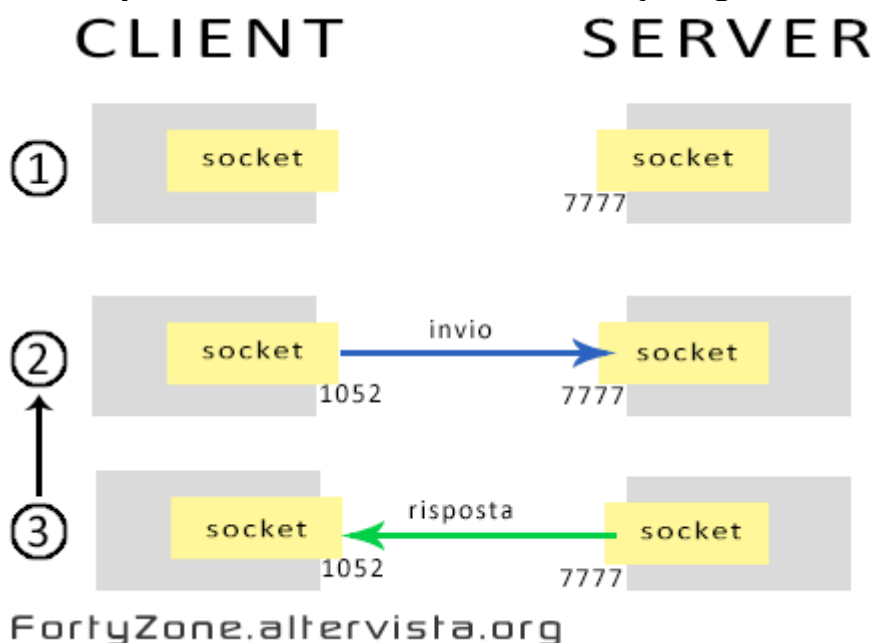 CLIENT SERVER
1 socket socket
7777
2 socket invio socket
1052 7777
3 socket risposta socket
1052 7777
FortyZone.altervista.org